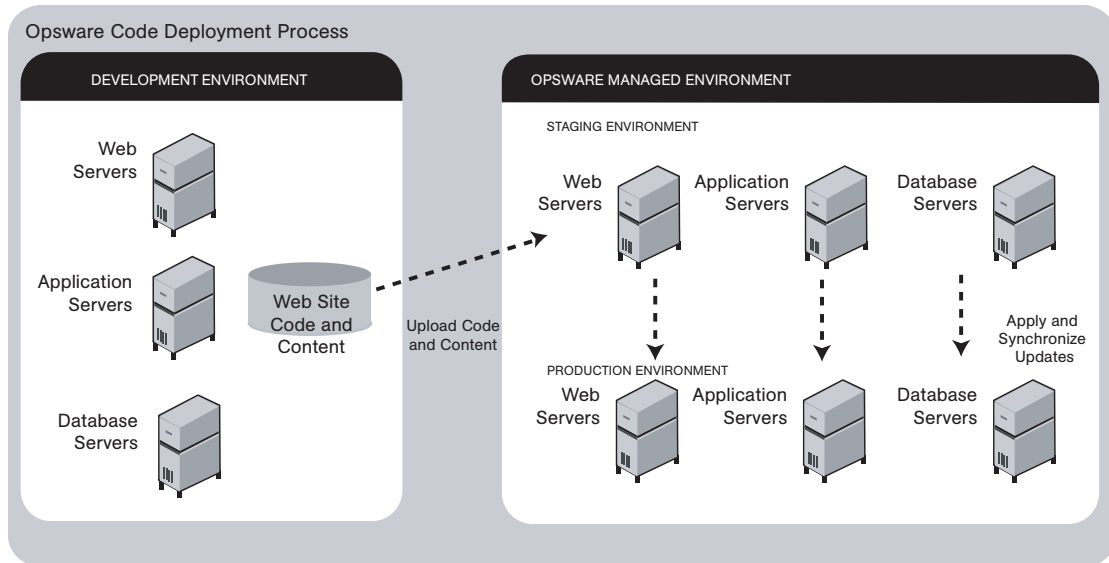 Opsware Code Deployment Process
DEVELOPMENT ENVIRONMENT
Web
Servers
Application
Servers
Web Site
Code and
Content
Database
Servers
Upload Code
and Content
OPSWARE MANAGED ENVIRONMENT
STAGING ENVIRONMENT
Web
Servers
Application
Servers
Database
Servers
Apply and
Synchronize
Updates
PRODUCTION ENVIRONMENT
Web
Servers
Application
Servers
Database
Servers